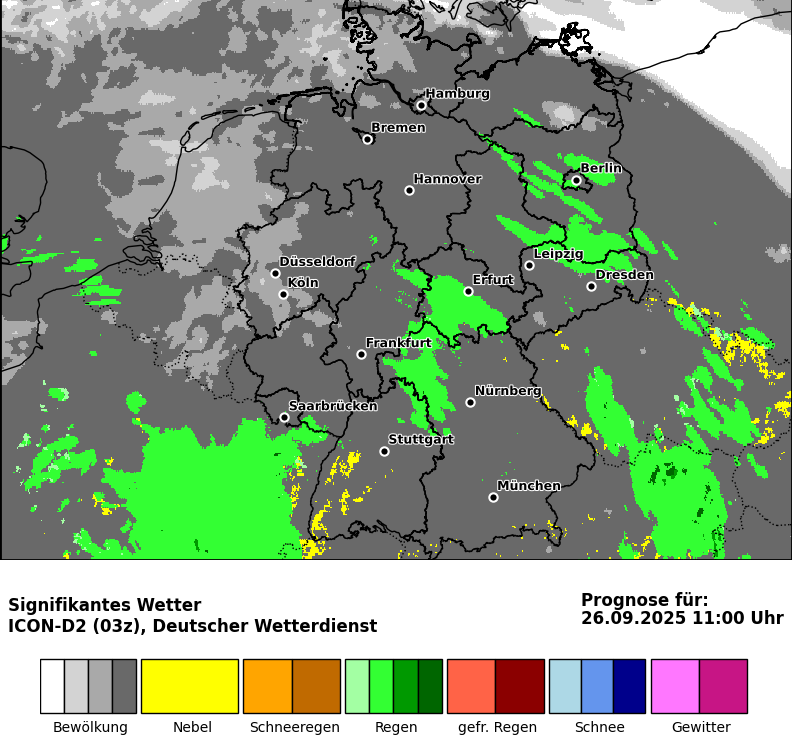 Hamburg
Bremen
Hannover
Berlin
Düsseldorf
Köln
Leipzig
Erfurt
Dresden
Frankfurt
Nürnberg
Saarbrücken
Stuttgart
München
Signifikantes Wetter
ICON-D2 (03z), Deutscher Wetterdienst
Prognose für:
26.09.2025 11:00 Uhr
Bewölkung
Nebel
Schneeregen
Regen
gefr. Regen
Schnee
Gewitter